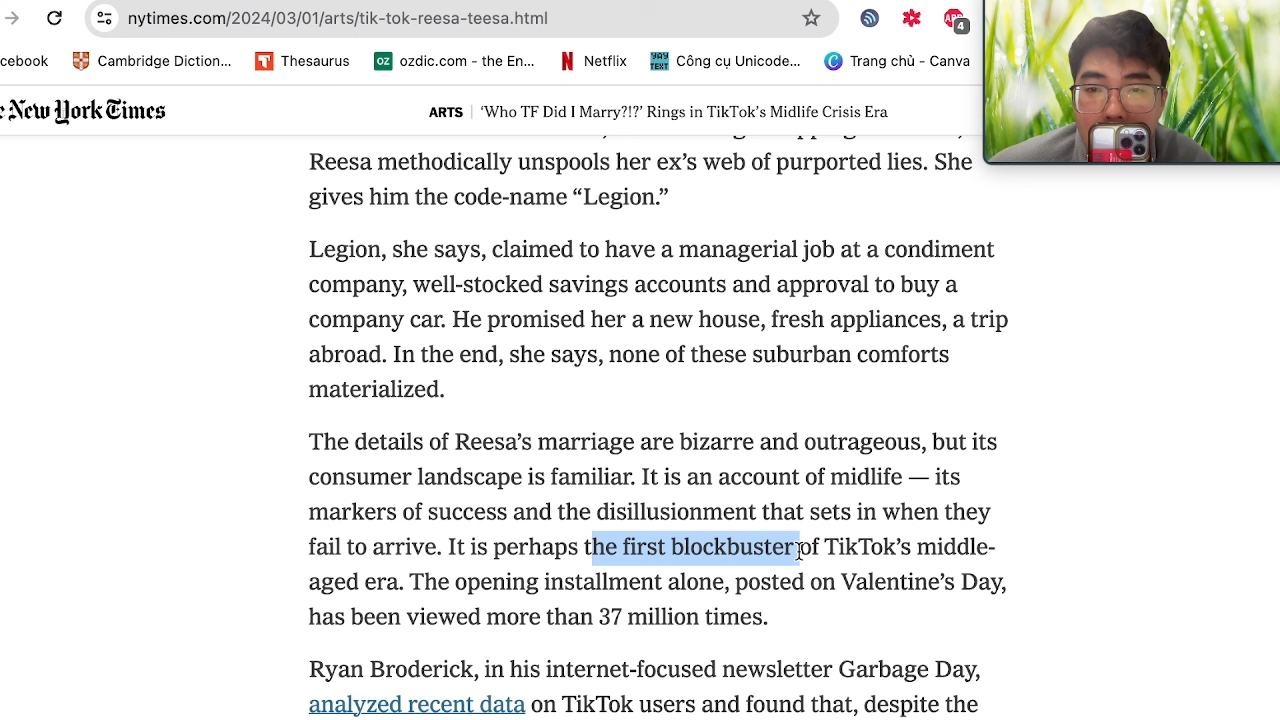 nytimes.com/2024/03/01/arts/tik-tok-reesa-teesa.html
4
cebook
Cambridge Diction...
T
Thesaurus
OZ
ozdic.com - the En...
N
Netflix
YAY TEXT
Công cụ Unicode...
C
Trang chủ - Canva
New York Times
ARTS | ‘Who TF Did I Marry?!?’ Rings in TikTok’s Midlife Crisis Era
Reesa methodically unspools her ex’s web of purported lies. She
gives him the code-name “Legion.”
Legion, she says, claimed to have a managerial job at a condiment
company, well-stocked savings accounts and approval to buy a
company car. He promised her a new house, fresh appliances, a trip
abroad. In the end, she says, none of these suburban comforts
materialized.
The details of Reesa’s marriage are bizarre and outrageous, but its
consumer landscape is familiar. It is an account of midlife — its
markers of success and the disillusionment that sets in when they
fail to arrive. It is perhaps the first blockbuster of TikTok’s middle-
aged era. The opening installment alone, posted on Valentine’s Day,
has been viewed more than 37 million times.
Ryan Broderick, in his internet-focused newsletter Garbage Day,
analyzed recent data on TikTok users and found that, despite the